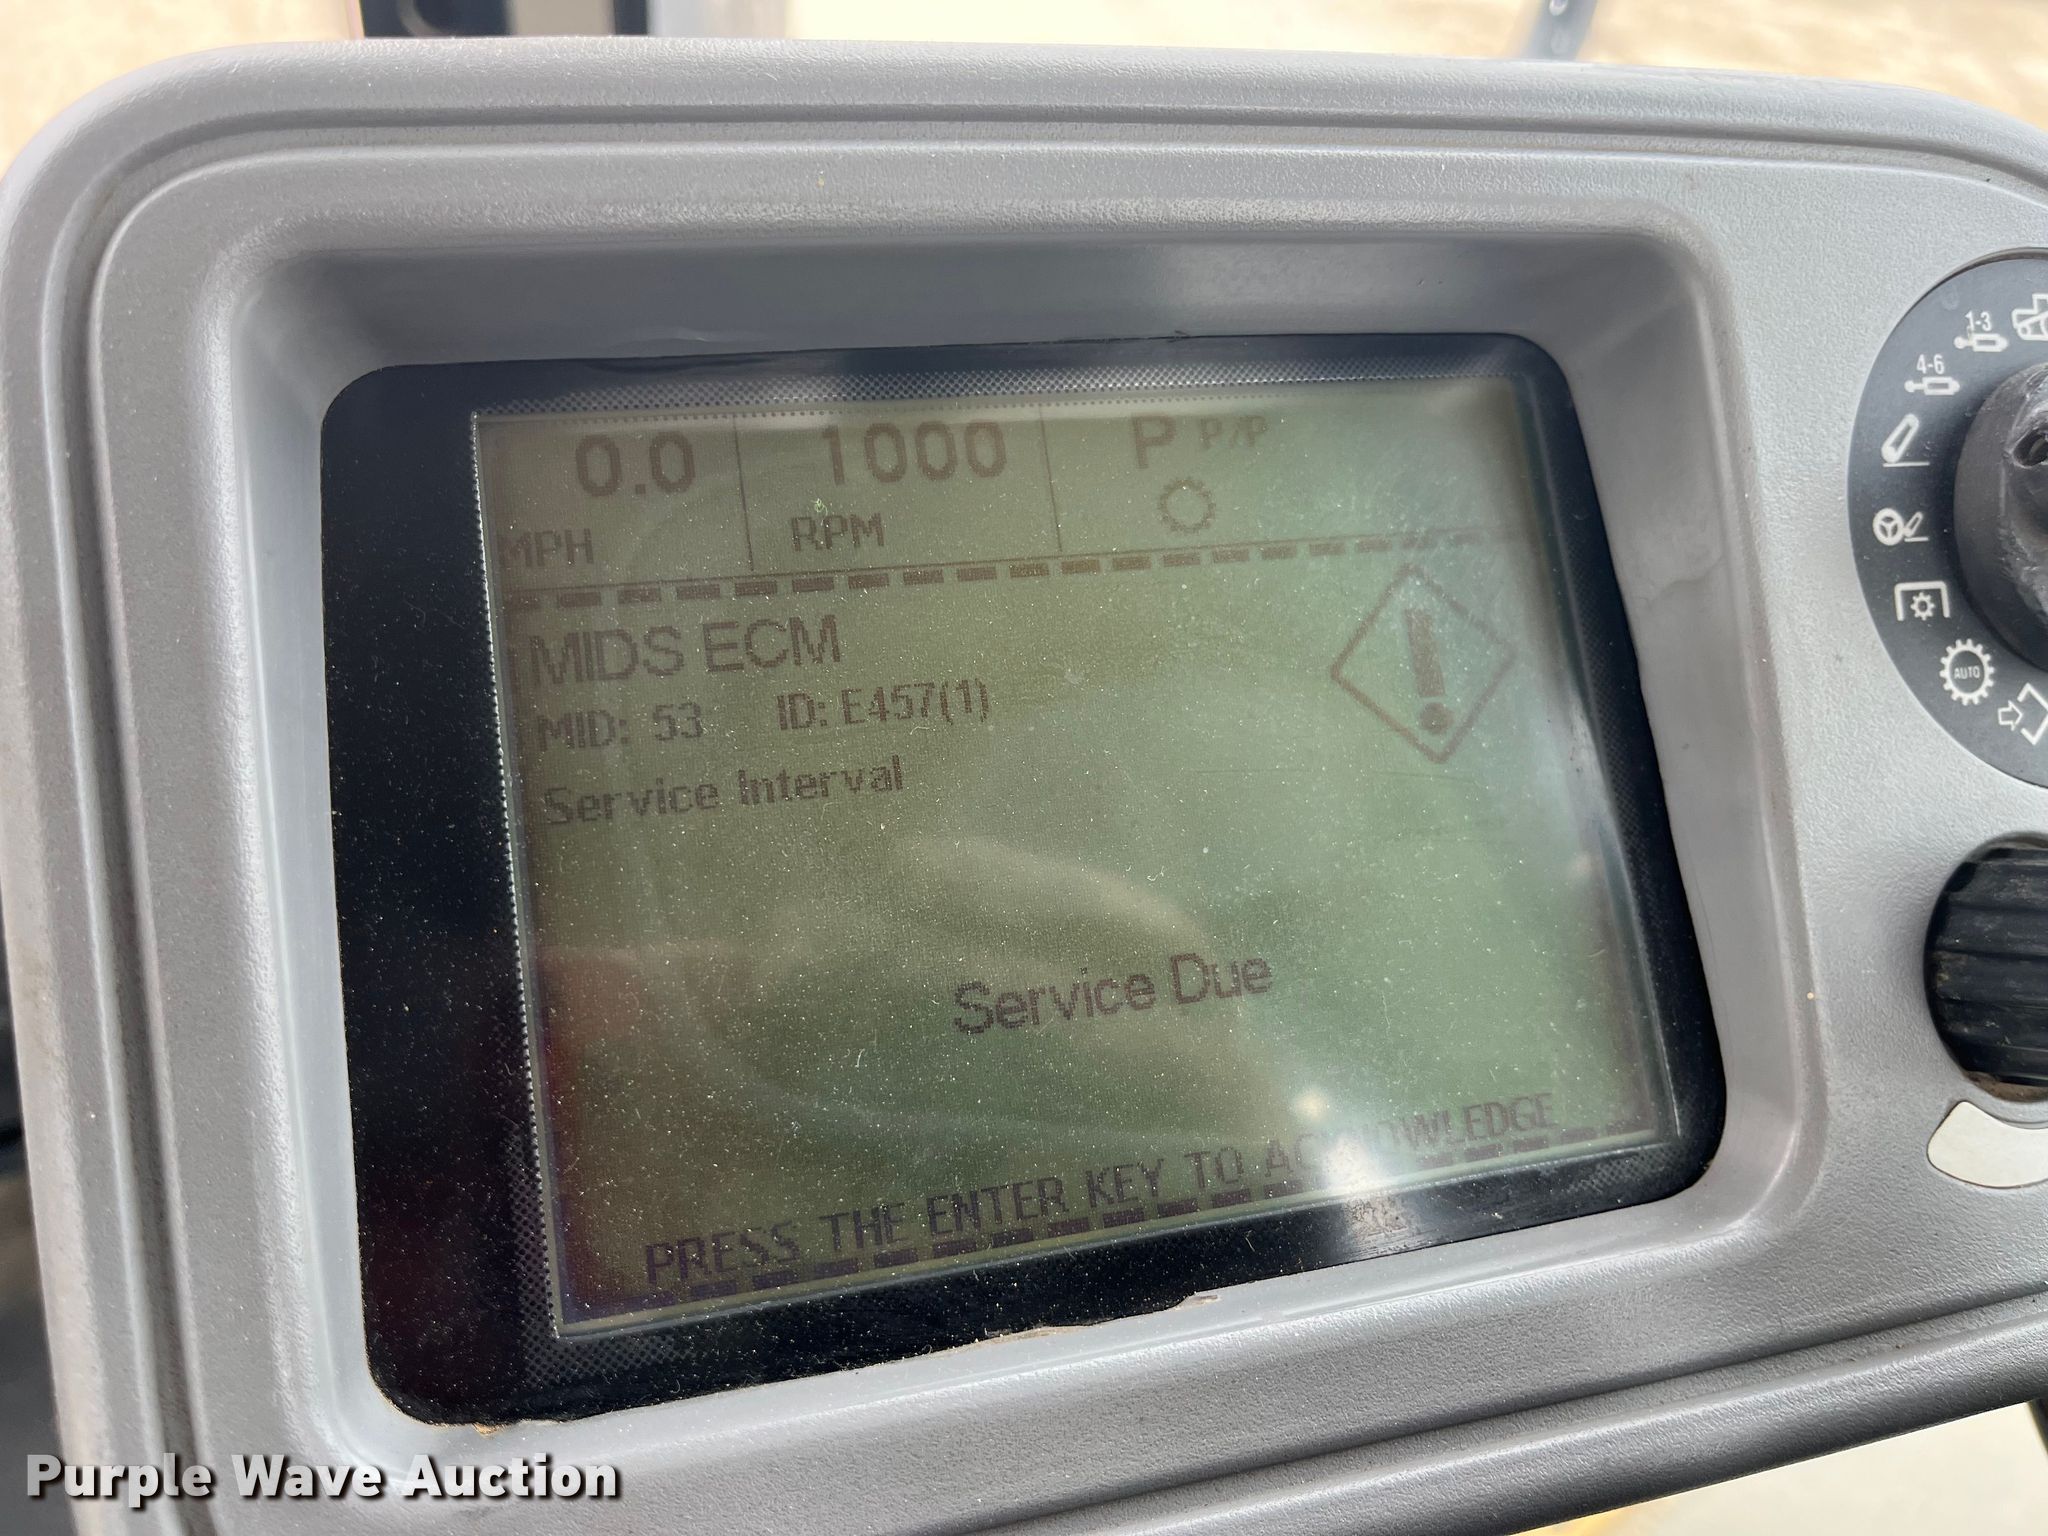 0.0
1000
P P/P
MPH
RPM
MIDS ECM
MID: 53 ID: E457(1)
Service Interval
Service Due
PRESS THE ENTER KEY TO ACKNOWLEDGE
1-3
4-6
AUTO
Purple Wave Auction